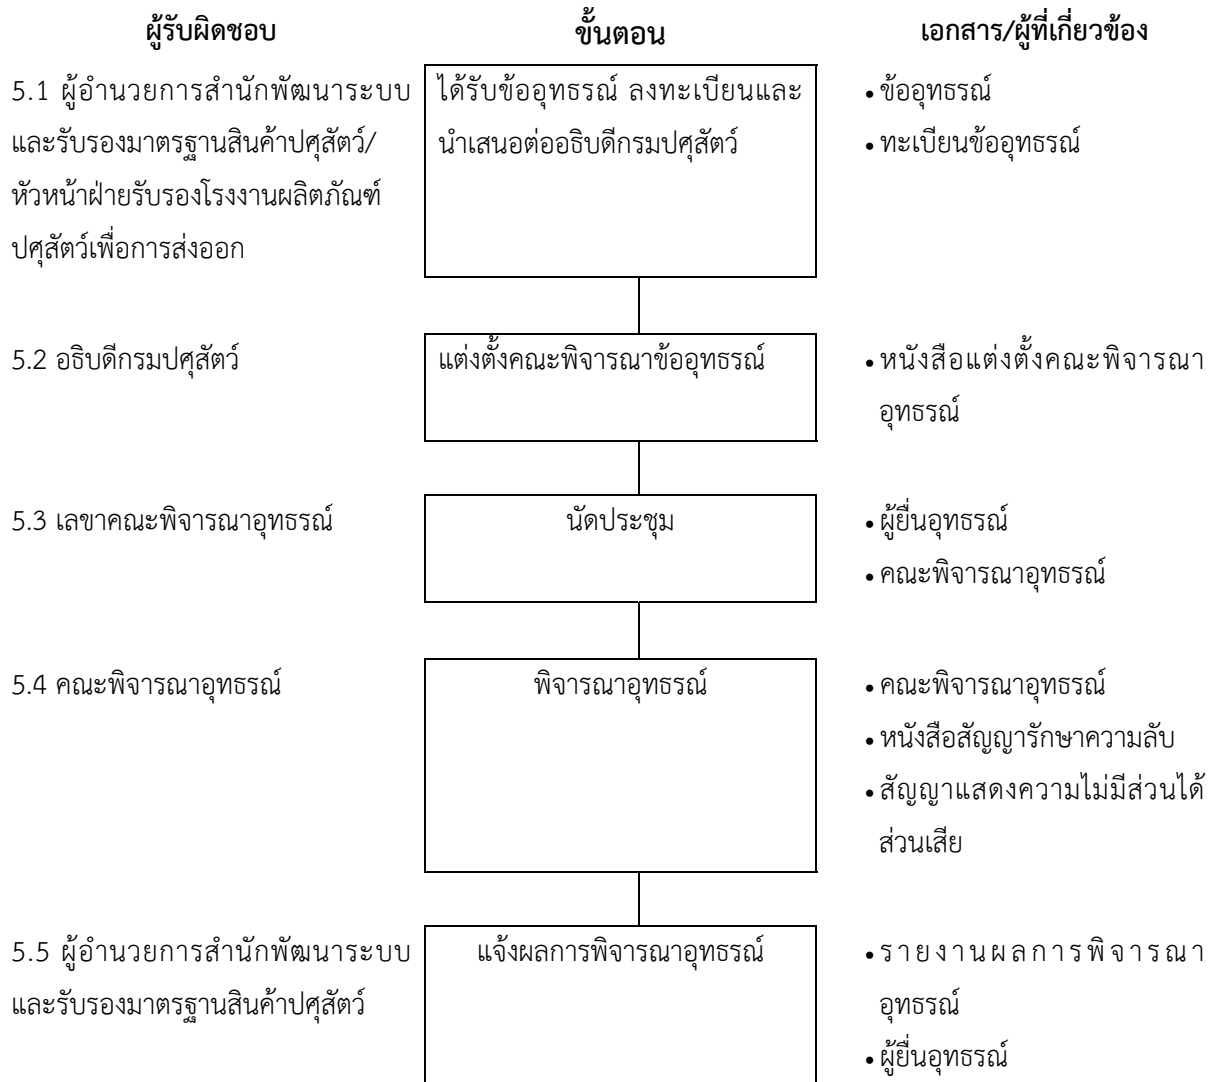 ผู้รับผิดชอบ
ขั้นตอน
เอกสาร/ผู้ที่เกี่ยวข้อง
5.1 ผู้อำนวยการสำนักพัฒนาระบบ
และรับรองมาตรฐานสินค้าปศุสัตว์/
หัวหน้าฝ่ายรับรองโรงงานผลิตภัณฑ์
ปศุสัตว์เพื่อการส่งออก
ได้รับข้ออุทธรณ์ ลงทะเบียนและ
นำเสนอต่ออธิบดีกรมปศุสัตว์
• ข้ออุทธรณ์
• ทะเบียนข้ออุทธรณ์
5.2 อธิบดีกรมปศุสัตว์
แต่งตั้งคณะพิจารณาข้ออุทธรณ์
• หนังสือแต่งตั้งคณะพิจารณา
อุทธรณ์
5.3 เลขาคณะพิจารณาอุทธรณ์
นัดประชุม
• ผู้ยื่นอุทธรณ์
• คณะพิจารณาอุทธรณ์
5.4 คณะพิจารณาอุทธรณ์
พิจารณาอุทธรณ์
• คณะพิจารณาอุทธรณ์
• หนังสือสัญญารักษาความลับ
• สัญญาแสดงความไม่มีส่วนได้
ส่วนเสีย
5.5 ผู้อำนวยการสำนักพัฒนาระบบ
และรับรองมาตรฐานสินค้าปศุสัตว์
แจ้งผลการพิจารณาอุทธรณ์
• รายงานผลการพิจารณา
อุทธรณ์
• ผู้ยื่นอุทธรณ์